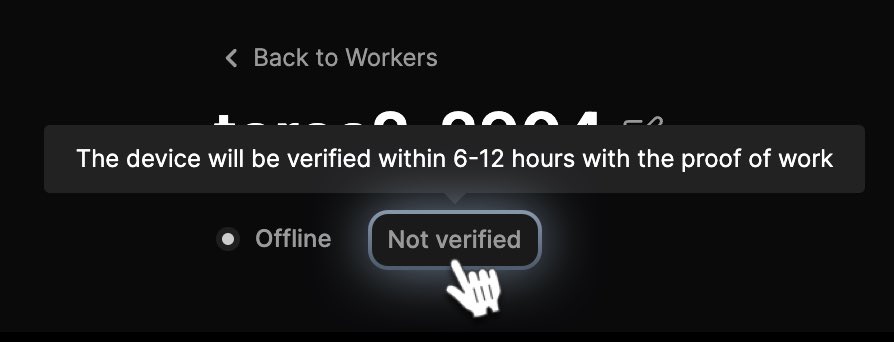 Back to Workers
The device will be verified within 6-12 hours with the proof of work
Offline
Not verified